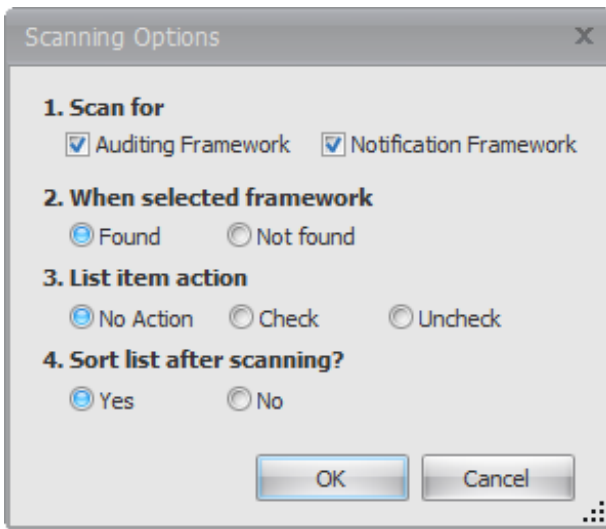 Scanning Options
1. Scan for
Auditing Framework Notification Framework
2. When selected framework
Found Not found
3. List item action
No Action Check Uncheck
4. Sort list after scanning?
Yes No
OK Cancel